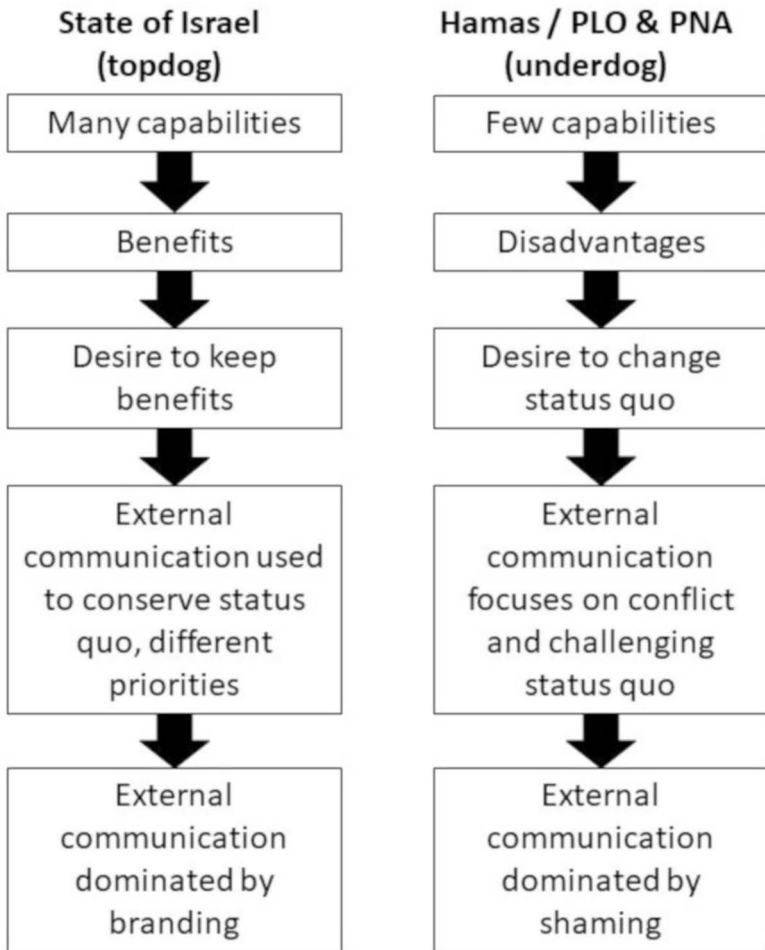 State of Israel
(topdog)
Many capabilities
Benefits
Desire to keep
benefits
External
communication used
to conserve status
quo, different
priorities
External
communication
dominated by
branding
Hamas / PLO & PNA
(underdog)
Few capabilities
Disadvantages
Desire to change
status quo
External
communication
focuses on conflict
and challenging
status quo
External
communication
dominated by
shaming